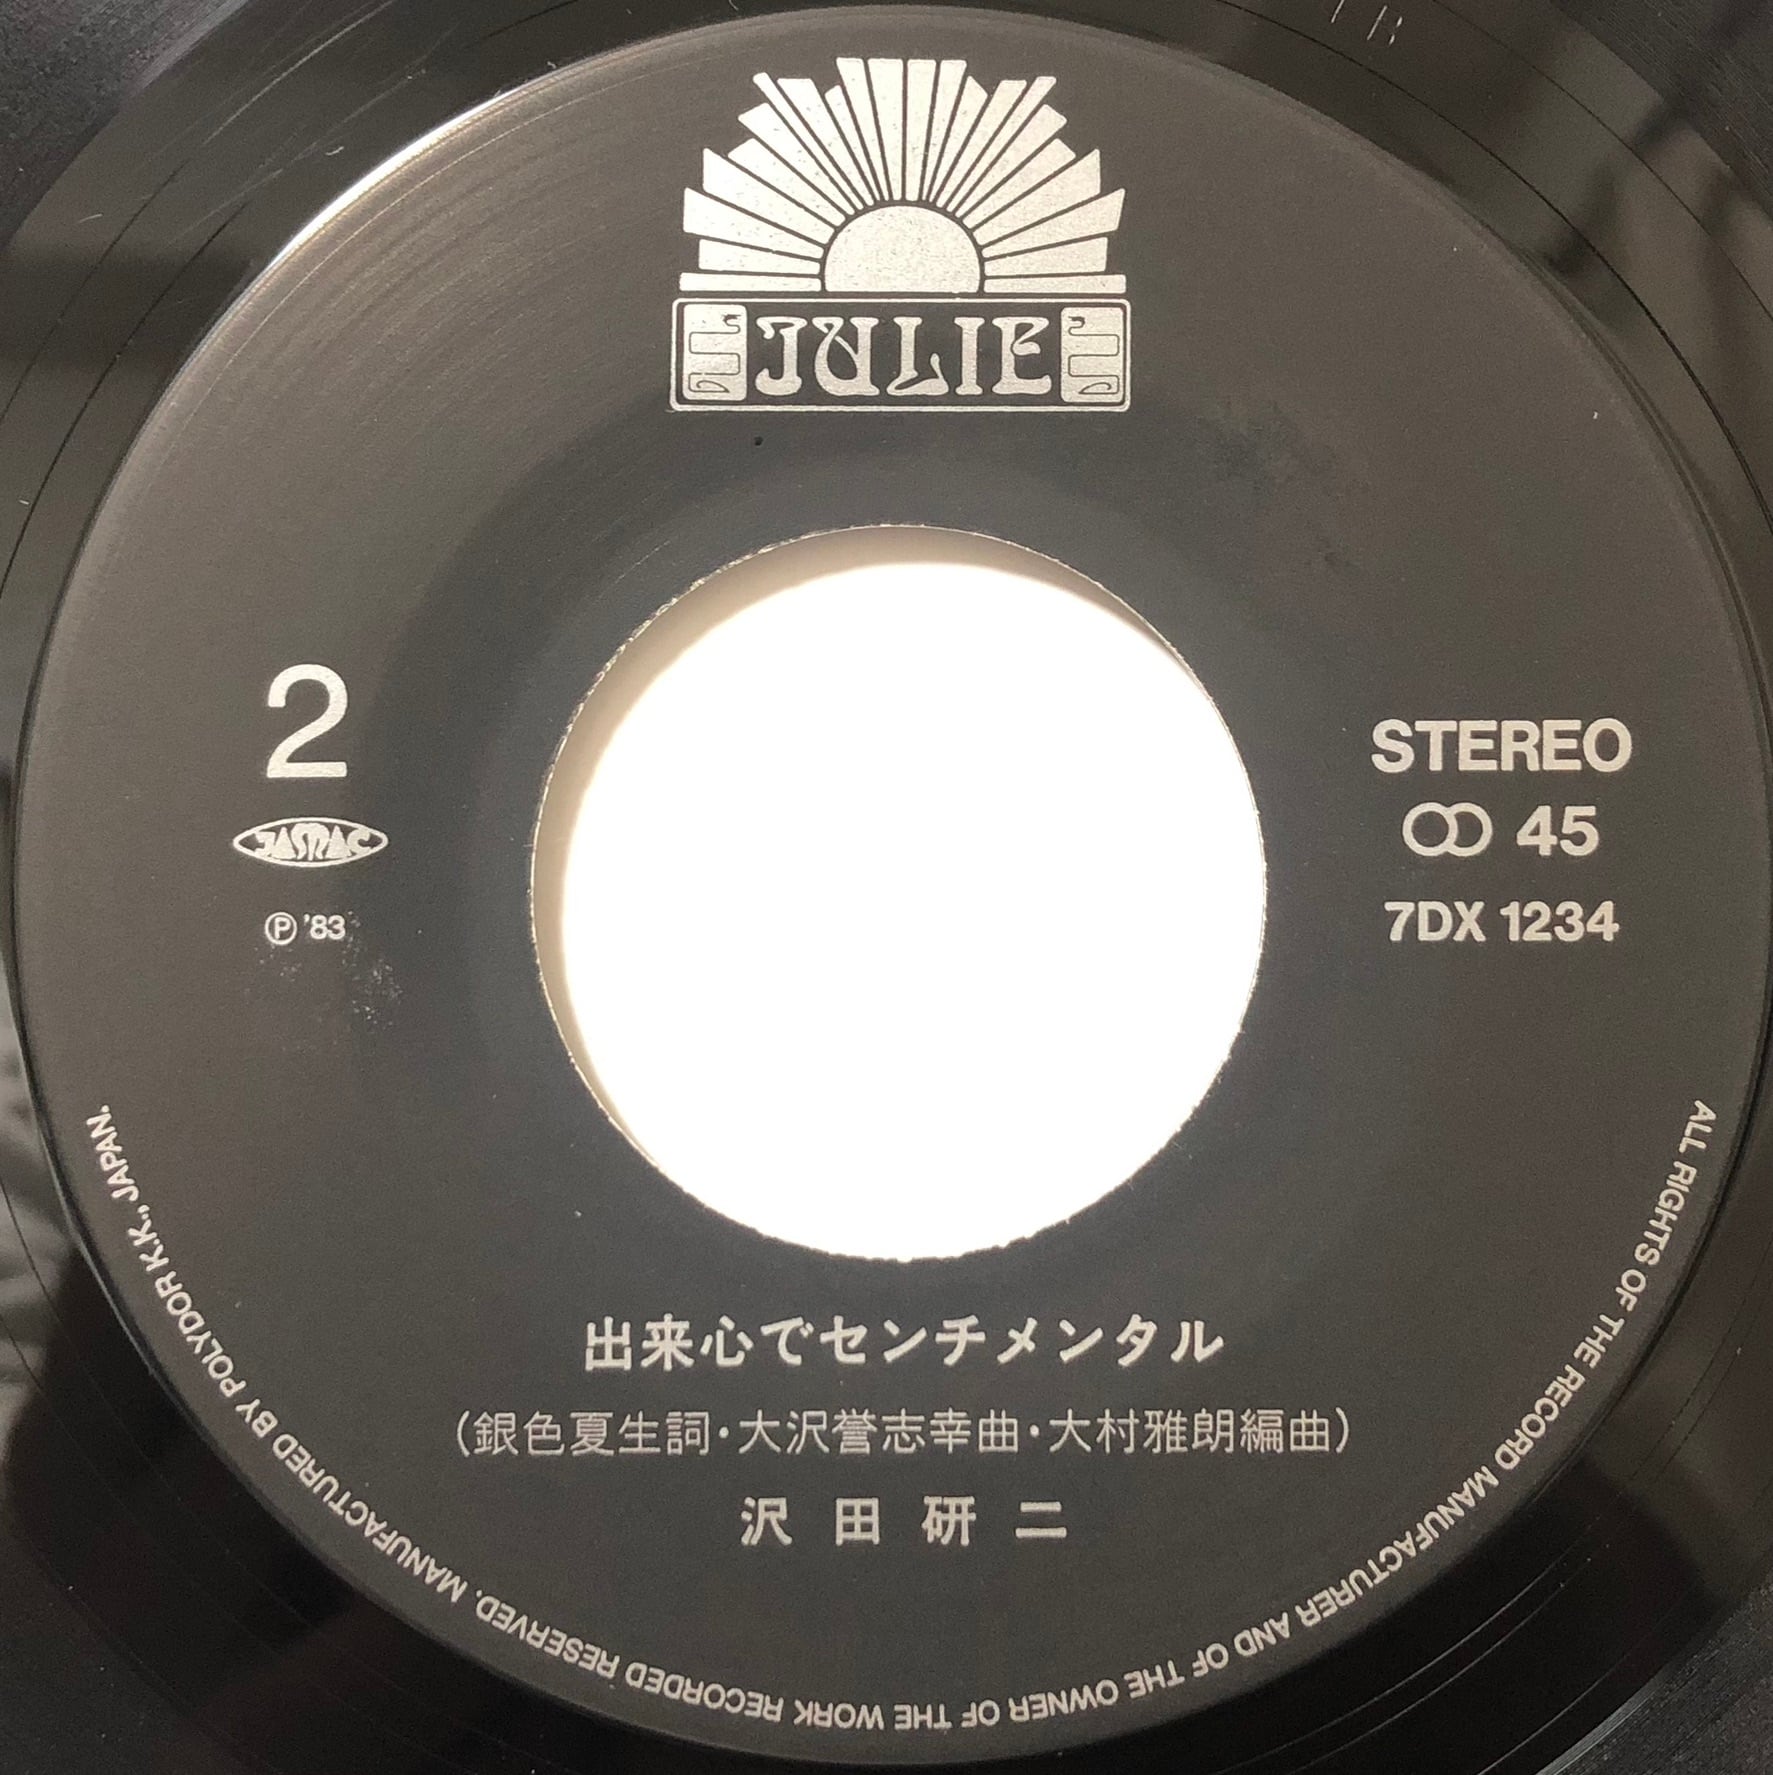 JULIE
2
JASRAC
Ⓟ '83
STEREO
45
7DX 1234
出来心でセンチメンタル
(銀色夏生詞・大沢誉志幸曲・大村雅朗編曲)
沢田研二
ALL RIGHTS OF THE RECORD MANUFACTURER AND OF THE OWNER OF THE WORK RECORDED RESERVED. MANUFACTURED BY POLYDOR K.K., JAPAN.